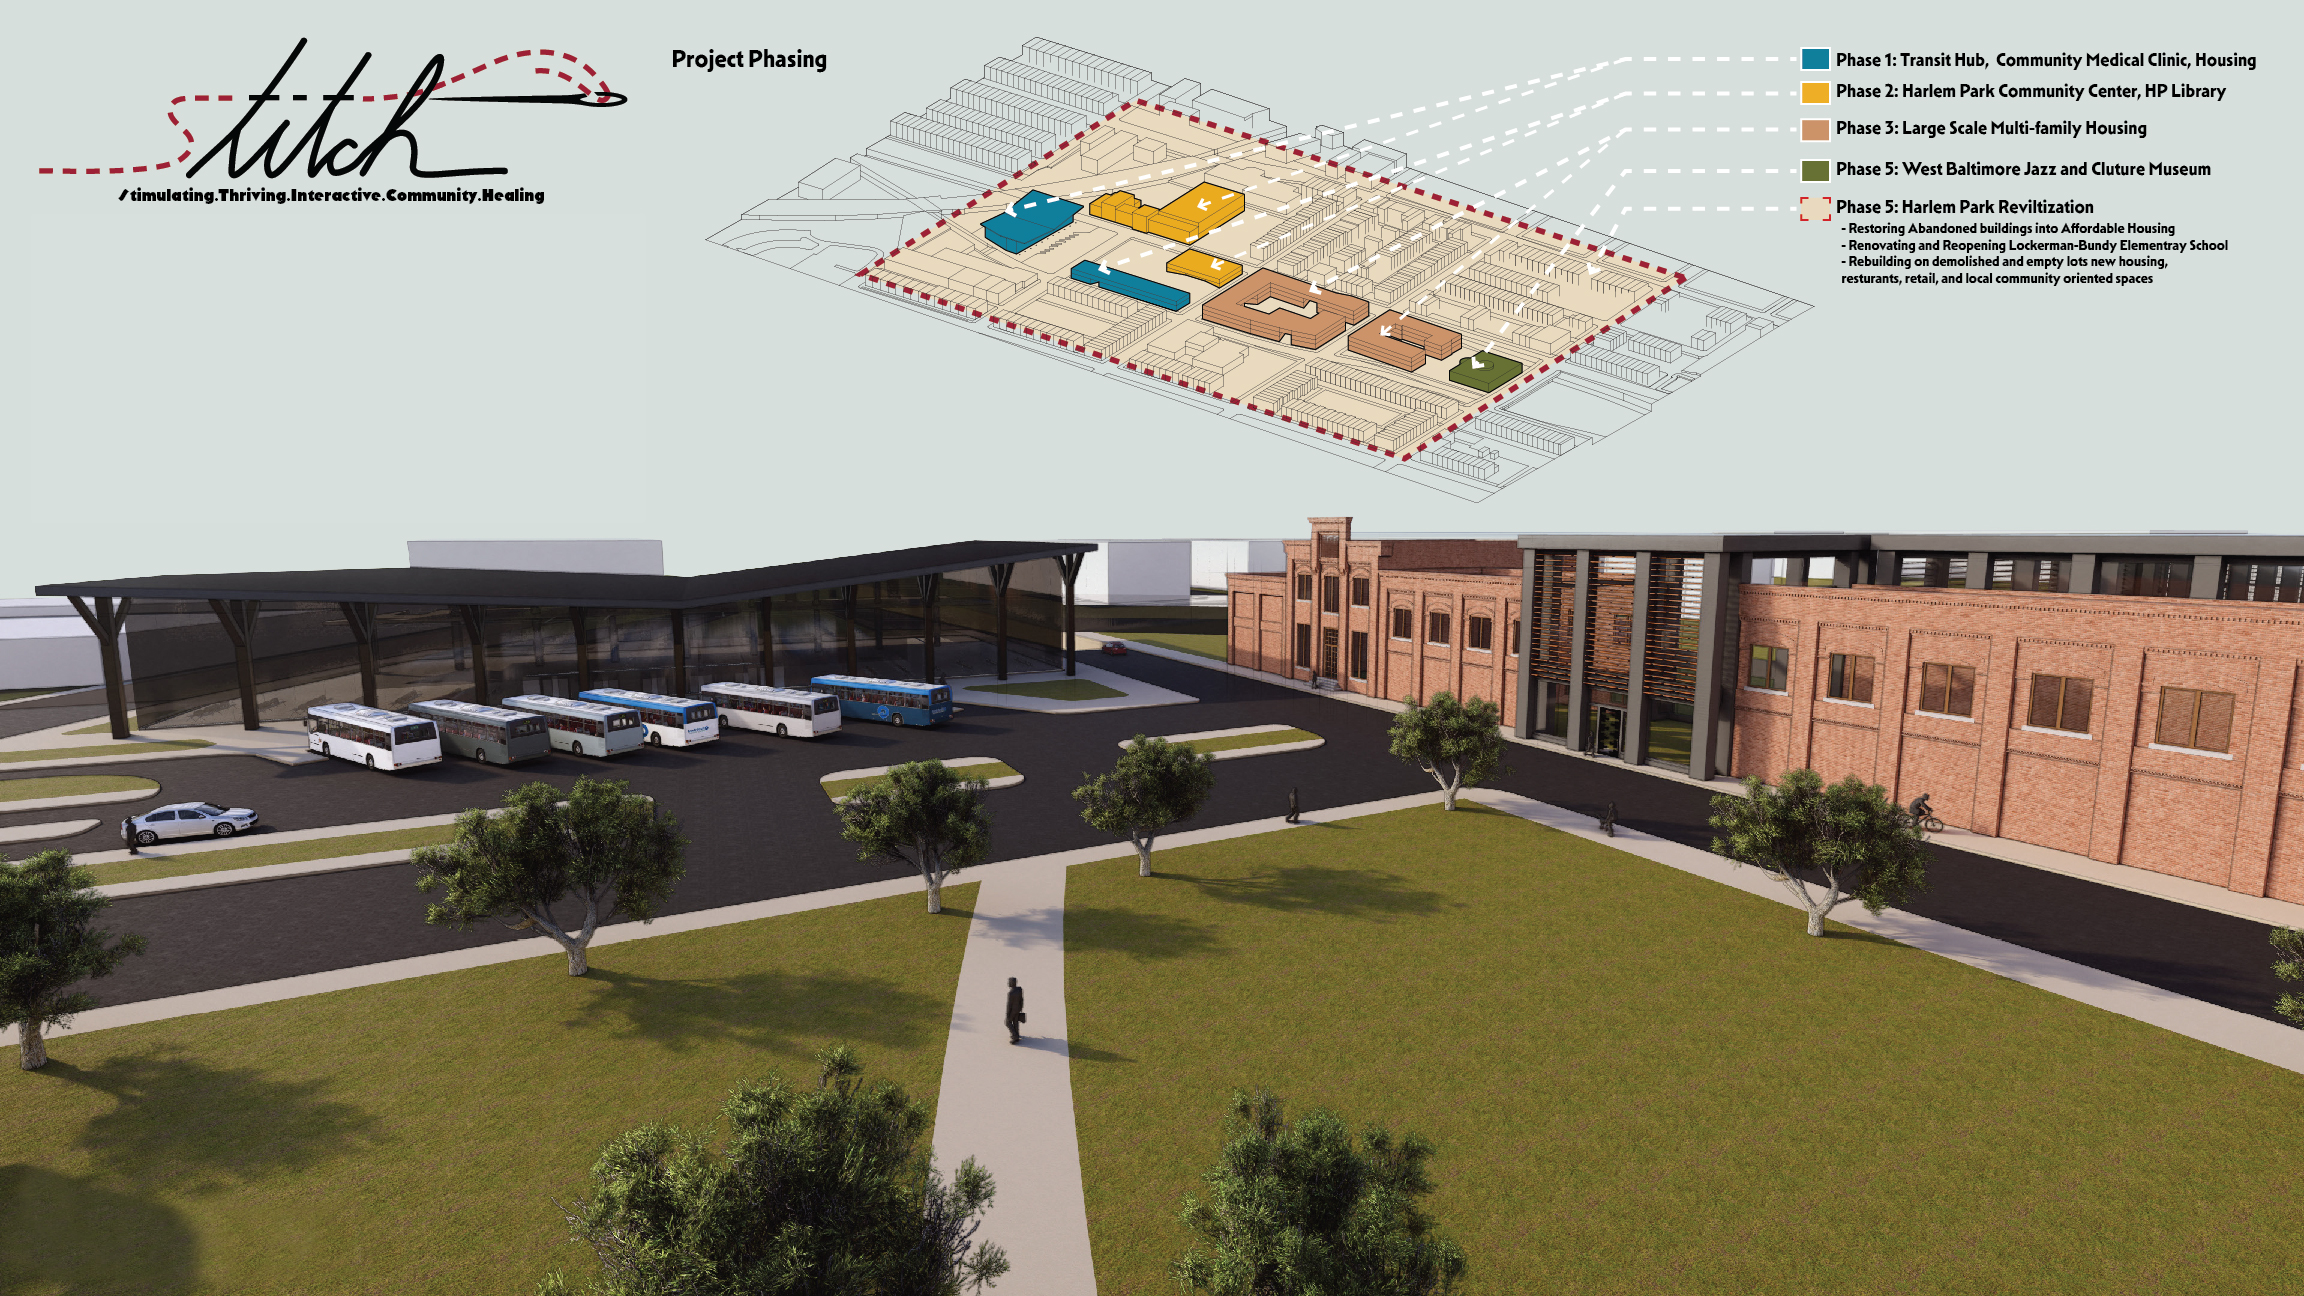 stitch
Stimulating.Thriving.Interactive.Community.Healing
Project Phasing
Phase 1: Transit Hub, Community Medical Clinic, Housing
Phase 2: Harlem Park Community Center, HP Library
Phase 3: Large Scale Multi-family Housing
Phase 5: West Baltimore Jazz and Cluture Museum
Phase 5: Harlem Park Reviltization
- Restoring Abandoned buildings into Affordable Housing
- Renovating and Reopening Lockerman-Bundy Elementray School
- Rebuilding on demolished and empty lots new housing,
resturants, retail, and local community oriented spaces